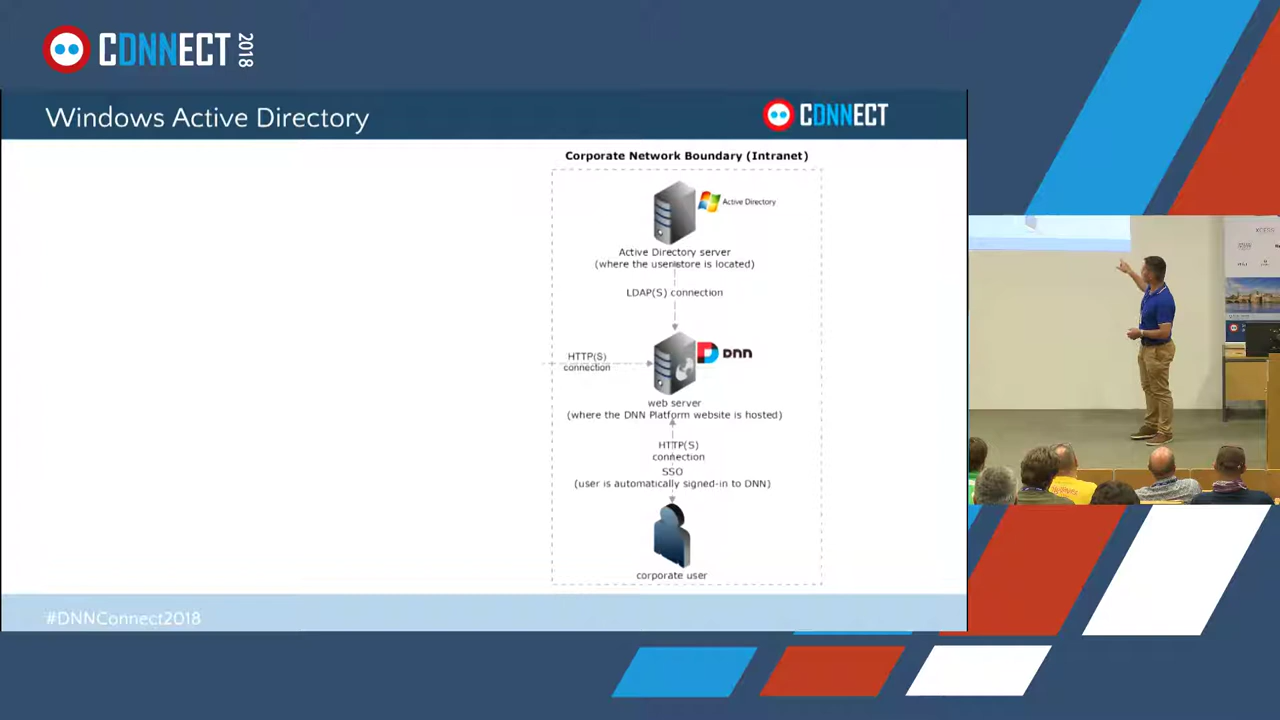 CDNNECT 2018
Windows Active Directory
CDNNECT
Corporate Network Boundary (Intranet)
Active Directory
Active Directory server
(where the userstore is located)
LDAP(S) connection
HTTP(S)
connection
DNN
web server
(where the DNN Platform website is hosted)
HTTP(S)
connection
SSO
(user is automatically signed-in to DNN)
corporate user
#DNNConnect2018